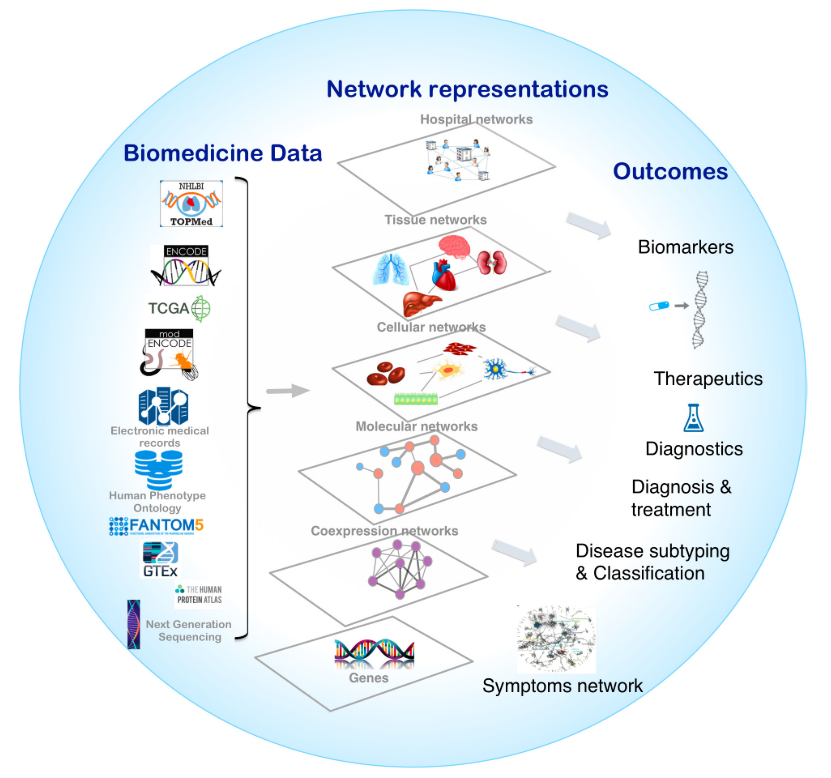 Network representations
Hospital networks
Biomedicine Data
Outcomes
NHLBI
TOPMed
ENCODE
TCGA
mod
ENCODE
Electronic medical
records
Human Phenotype
Ontology
FANTOM5
GTEx
THE HUMAN
PROTEIN ATLAS
Next Generation
Sequencing
Tissue networks
Cellular networks
Molecular networks
Coexpression networks
Genes
Biomarkers
Therapeutics
Diagnostics
Diagnosis &
treatment
Disease subtyping
& Classification
Symptoms network